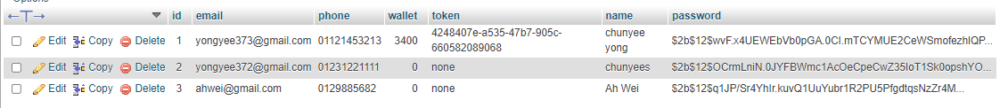 Options
←T→ id email phone wallet token name password
Edit Copy Delete 1 yongyee373@gmail.com 01121453213 3400 4248407e-a535-47b7-905c-660582089068 chunyee yong $2b$12$wvF.x4UEWEbVb0pGA.0CI.mTCYMUE2CeWSmofezhIQP...
Edit Copy Delete 2 yongyee372@gmail.com 01231221111 0 none chunyees $2b$12$OCrmLniN.0JYFBWmc1AcOeCpeCwZ35IoT1Sk0opshYO...
Edit Copy Delete 3 ahwei@gmail.com 0129885682 0 none Ah Wei $2b$12$q1JP/Sr4YhIr.kuvQ1UuYubr1R2PU5PfgdtqsNzZr4M...